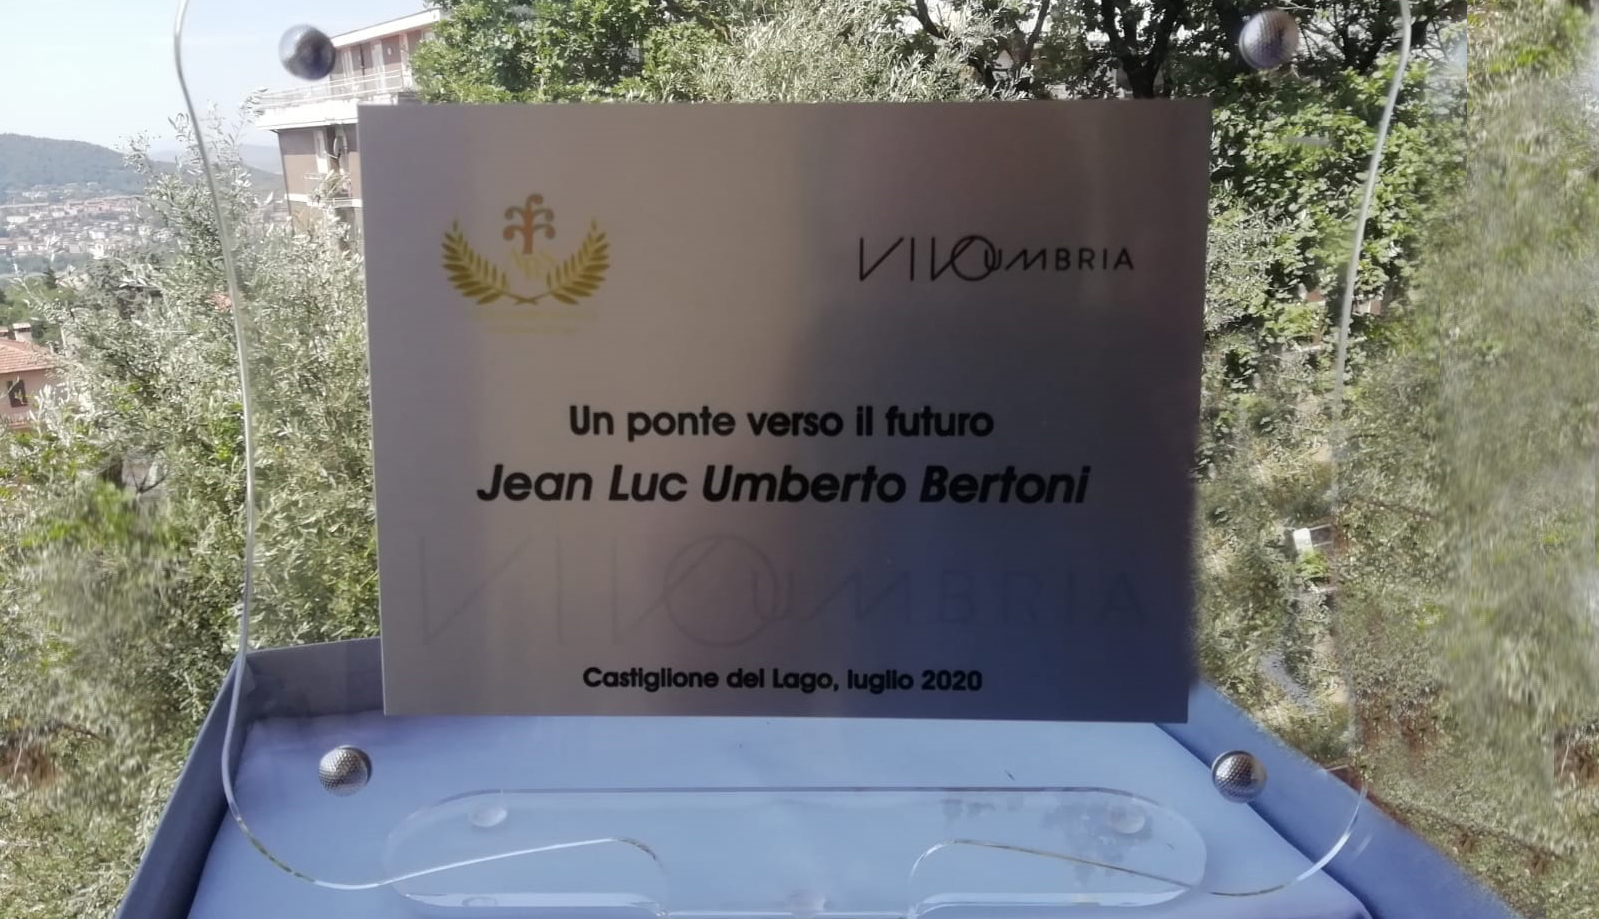 VIVOUMBRIA
Un ponte verso il futuro
Jean Luc Umberto Bertoni
VIVOUMBRIA
Castiglione del Lago, luglio 2020